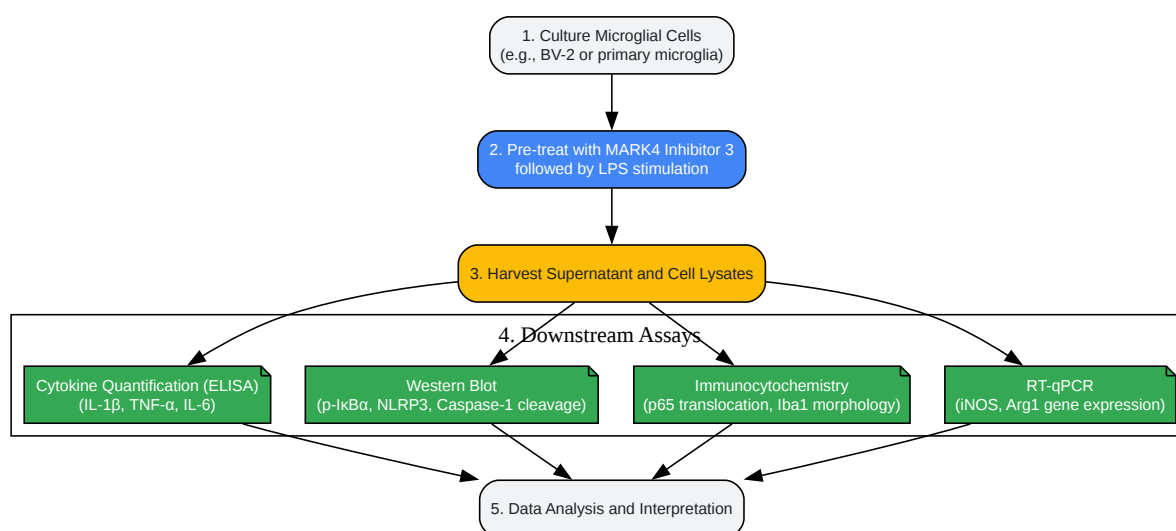 1. Culture Microglial Cells
(e.g., BV-2 or primary microglia)
2. Pre-treat with MARK4 Inhibitor 3
followed by LPS stimulation
3. Harvest Supernatant and Cell Lysates
4. Downstream Assays
Cytokine Quantification (ELISA)
(IL-1β, TNF-α, IL-6)
Western Blot
(p-IκBα, NLRP3, Caspase-1 cleavage)
Immunocytochemistry
(p65 translocation, Iba1 morphology)
RT-qPCR
(iNOS, Arg1 gene expression)
5. Data Analysis and Interpretation